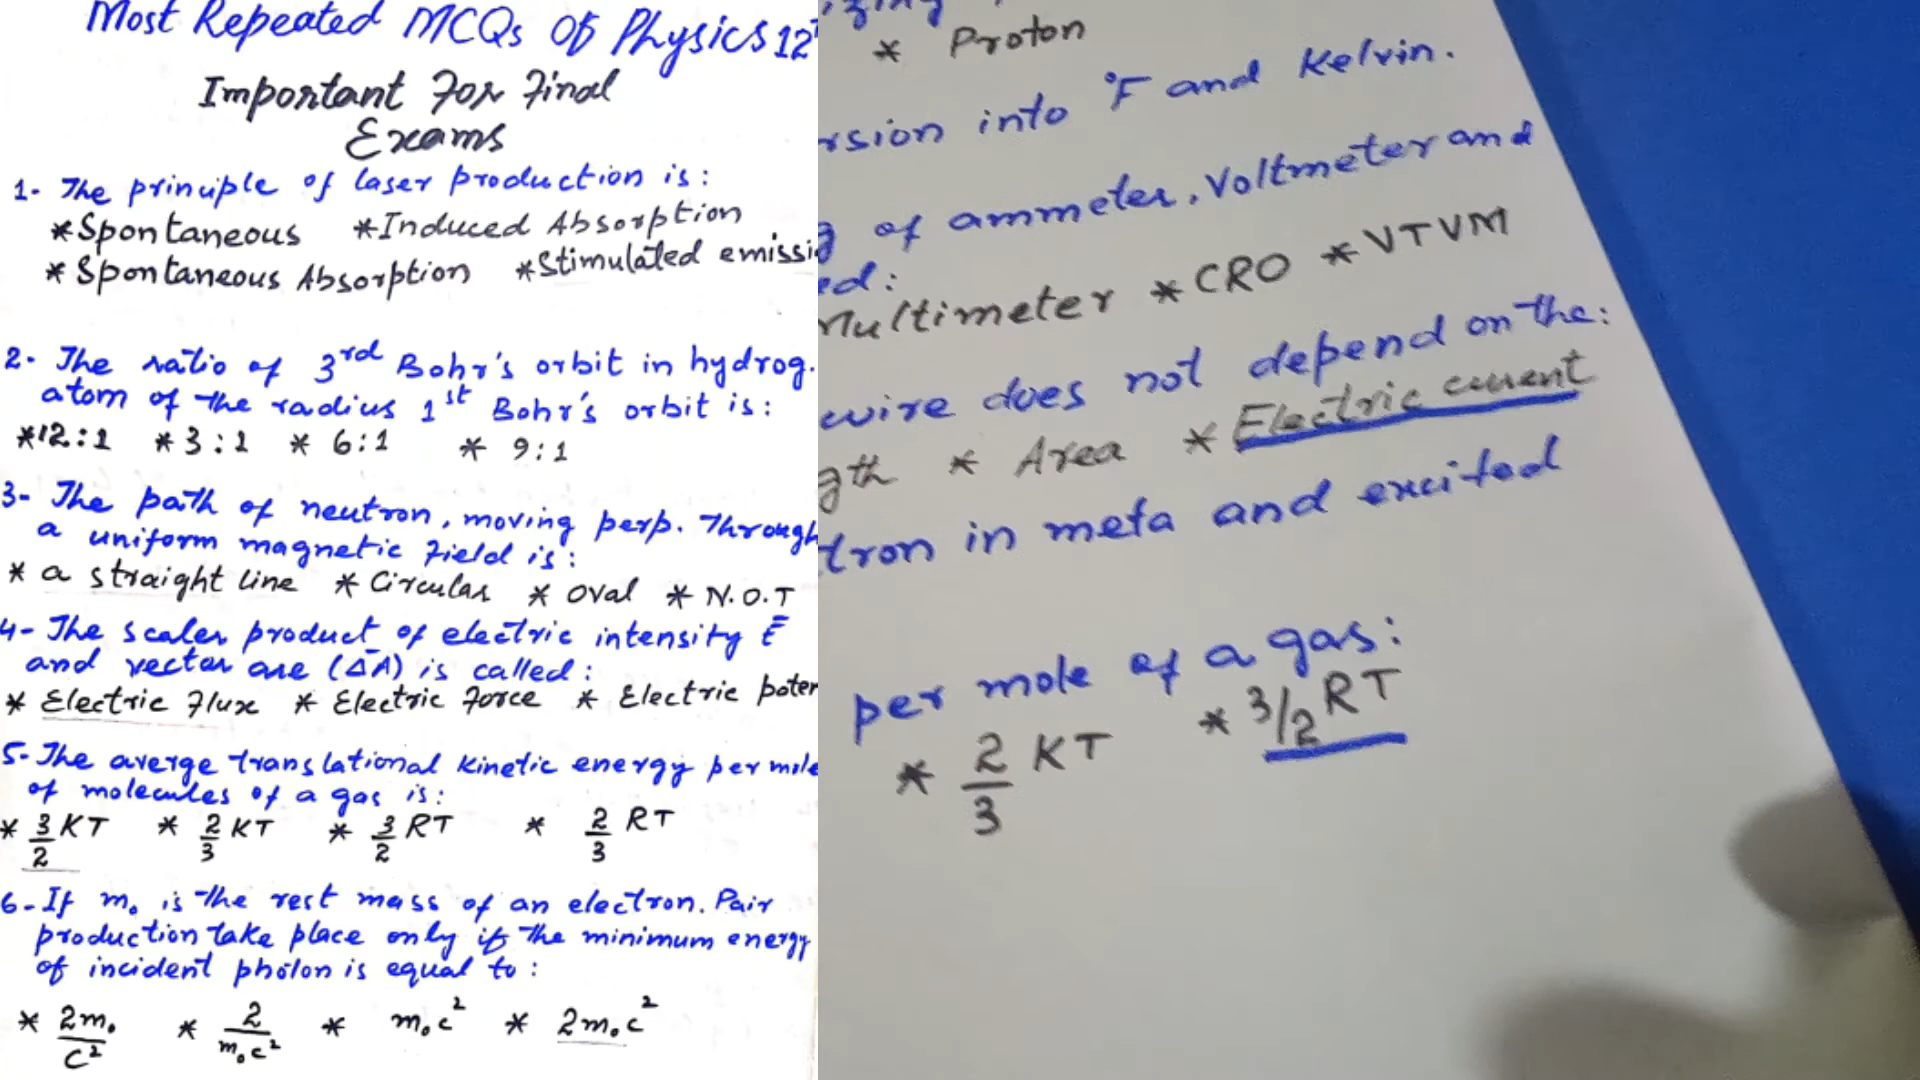 Most Repeated MCQs Of Physics 12
Important For Final
Exams
1- The principle of laser production is:
* Spontaneous * Induced Absorption
* Spontaneous Absorption * Stimulated emissi
2- The ratio of 3rd Bohr's orbit in hydrog.
atom of the radius 1st Bohr's orbit is:
* 12:1 * 3:1 * 6:1 * 9:1
3- The path of neutron, moving perp. Through
a uniform magnetic field is:
* a straight line * Circular * Oval * N.O.T
4- The scaler product of electric intensity E
and vector are (ΔA) is called:
* Electric Flux * Electric Force * Electric poten
5- The averge translational kinetic energy per mole
of molecules of a gas is:
* 3/2 KT * 2/3 KT * 3/2 RT * 2/3 RT
6- If m₀ is the rest mass of an electron. Pair
production take place only if the minimum energy
of incident photon is equal to:
* 2m₀/c² * 2/m₀c² * m₀c² * 2m₀c²
* Proton
rsion into °F and Kelvin.
g of ammeter, Voltmeter and
ed:
Multimeter * CRO * VTVM
wire does not depend on the:
gth * Area * Electric current
tron in meta and excited
per mole of a gas:
* 2/3 KT * 3/2 RT